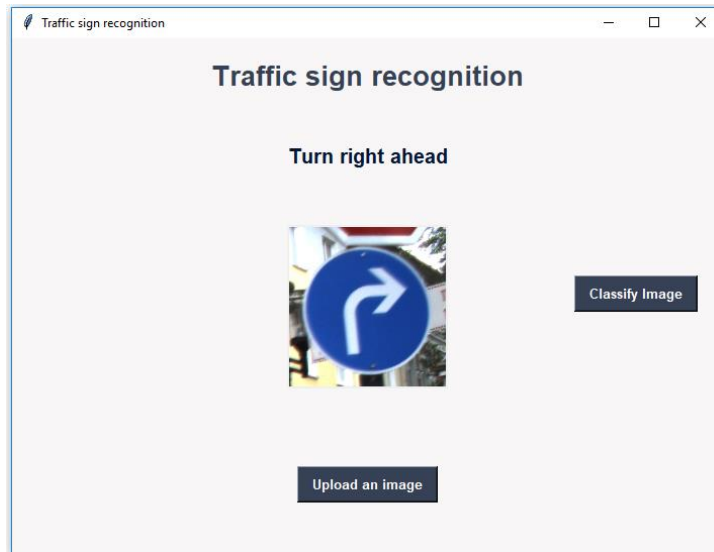 Traffic sign recognition
Traffic sign recognition
Turn right ahead
Classify Image
Upload an image